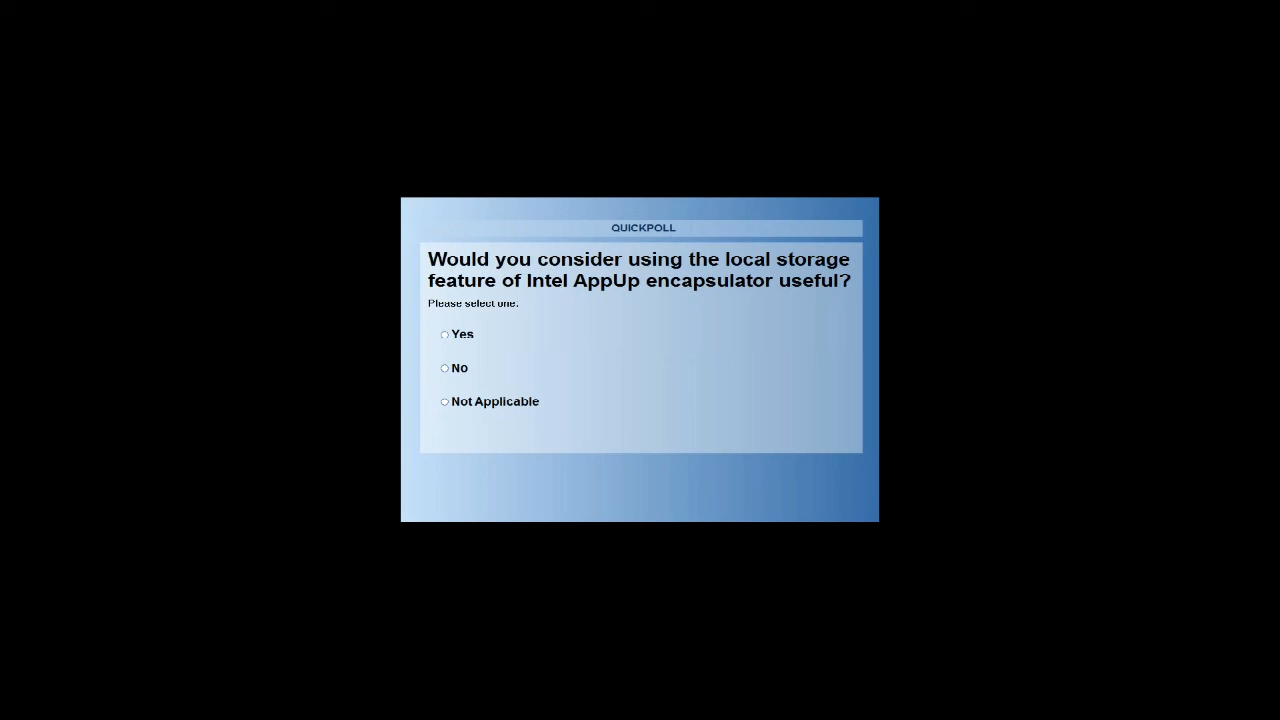 QUICKPOLL
Would you consider using the local storage
feature of Intel AppUp encapsulator useful?
Please select one.
Yes
No
Not Applicable